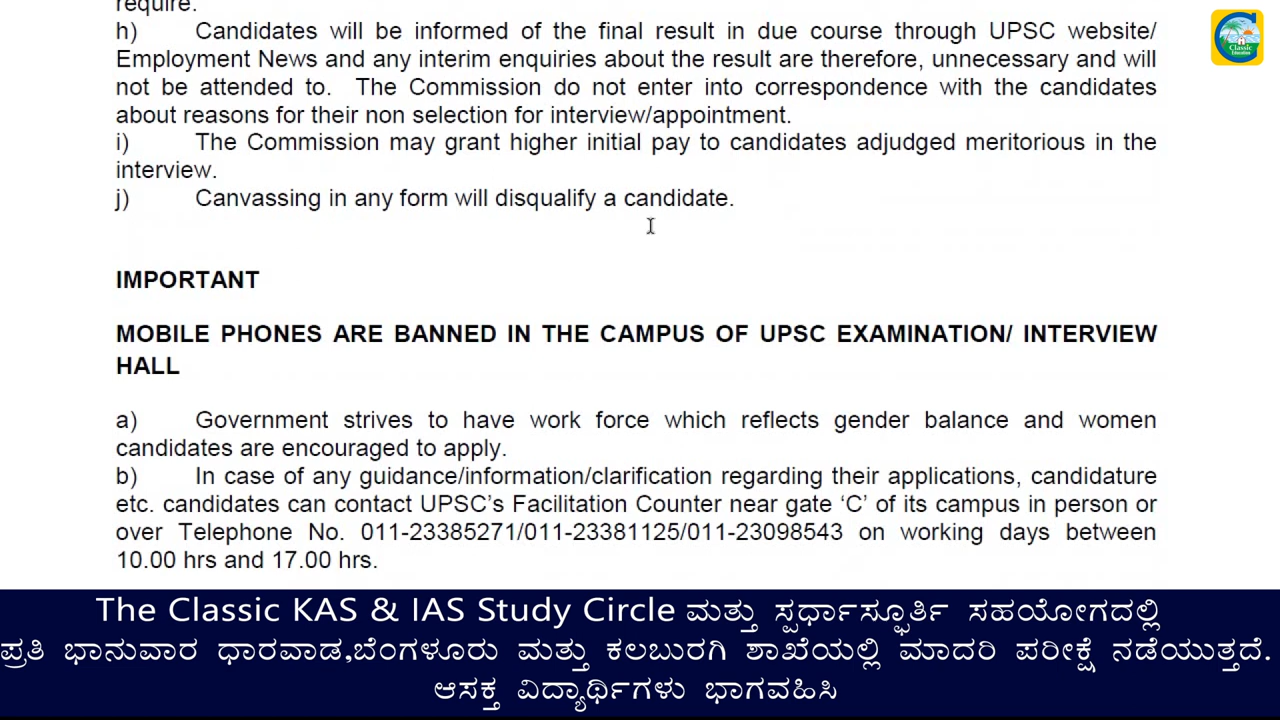 require.
h) Candidates will be informed of the final result in due course through UPSC website/
Employment News and any interim enquiries about the result are therefore, unnecessary and will
not be attended to. The Commission do not enter into correspondence with the candidates
about reasons for their non selection for interview/appointment.
i) The Commission may grant higher initial pay to candidates adjudged meritorious in the
interview.
j) Canvassing in any form will disqualify a candidate.
IMPORTANT
MOBILE PHONES ARE BANNED IN THE CAMPUS OF UPSC EXAMINATION/ INTERVIEW
HALL
a) Government strives to have work force which reflects gender balance and women
candidates are encouraged to apply.
b) In case of any guidance/information/clarification regarding their applications, candidature
etc. candidates can contact UPSC's Facilitation Counter near gate 'C' of its campus in person or
over Telephone No. 011-23385271/011-23381125/011-23098543 on working days between
10.00 hrs and 17.00 hrs.
Classic
Education
The Classic KAS & IAS Study Circle ಮತ್ತು ಸ್ಪರ್ಧಾಸ್ಫೂರ್ತಿ ಸಹಯೋಗದಲ್ಲಿ
ಪ್ರತಿ ಭಾನುವಾರ ಧಾರವಾಡ,ಬೆಂಗಳೂರು ಮತ್ತು ಕಲಬುರಗಿ ಶಾಖೆಯಲ್ಲಿ ಮಾದರಿ ಪರೀಕ್ಷೆ ನಡೆಯುತ್ತದೆ.
ಆಸಕ್ತ ವಿದ್ಯಾರ್ಥಿಗಳು ಭಾಗವಹಿಸಿ